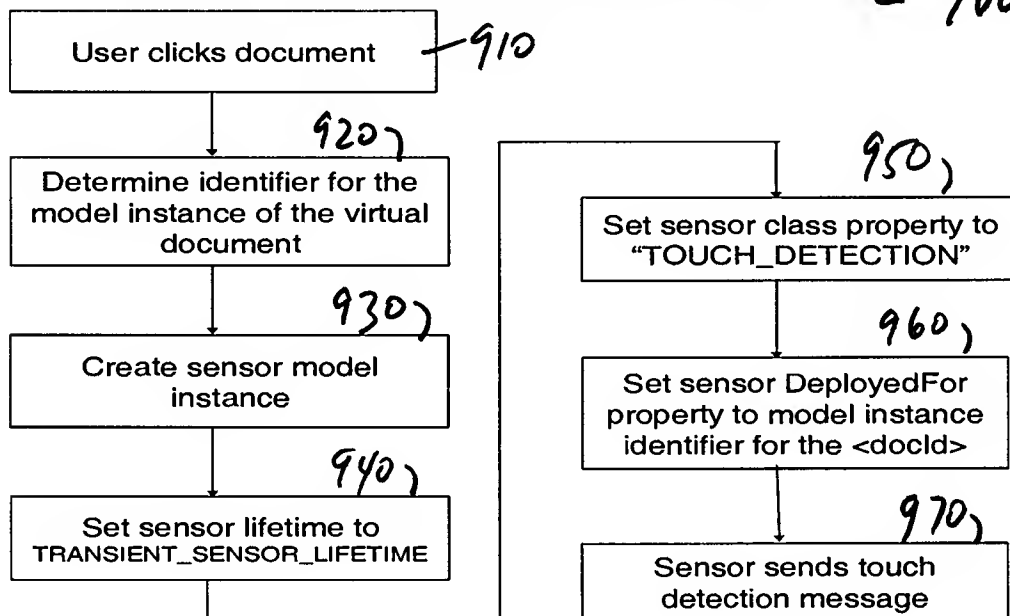 User clicks document
910
920
Determine identifier for the
model instance of the virtual
document
930
Create sensor model
instance
940
Set sensor lifetime to
TRANSIENT_SENSOR_LIFETIME
950
Set sensor class property to
“TOUCH_DETECTION”
960
Set sensor DeployedFor
property to model instance
identifier for the <docId>
970
Sensor sends touch
detection message